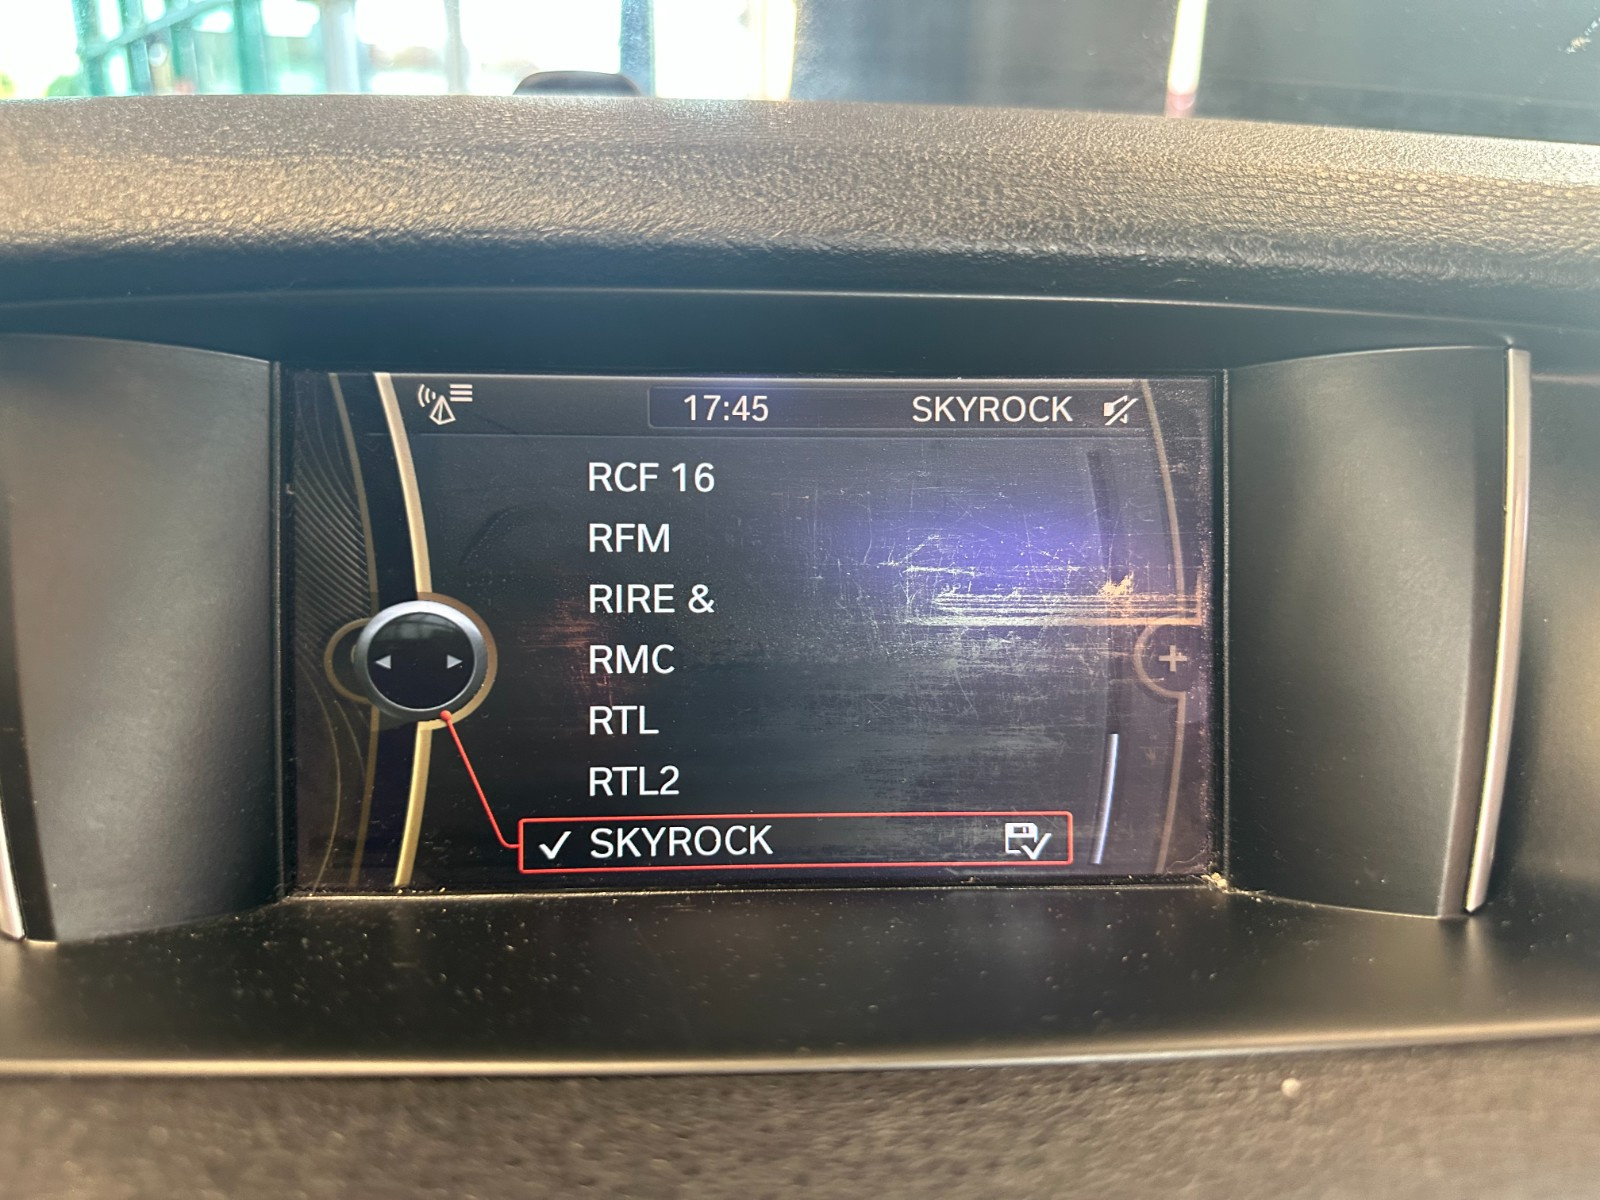 17:45 SKYROCK
RCF 16
RFM
RIRE &
RMC
RTL
RTL2
SKYROCK